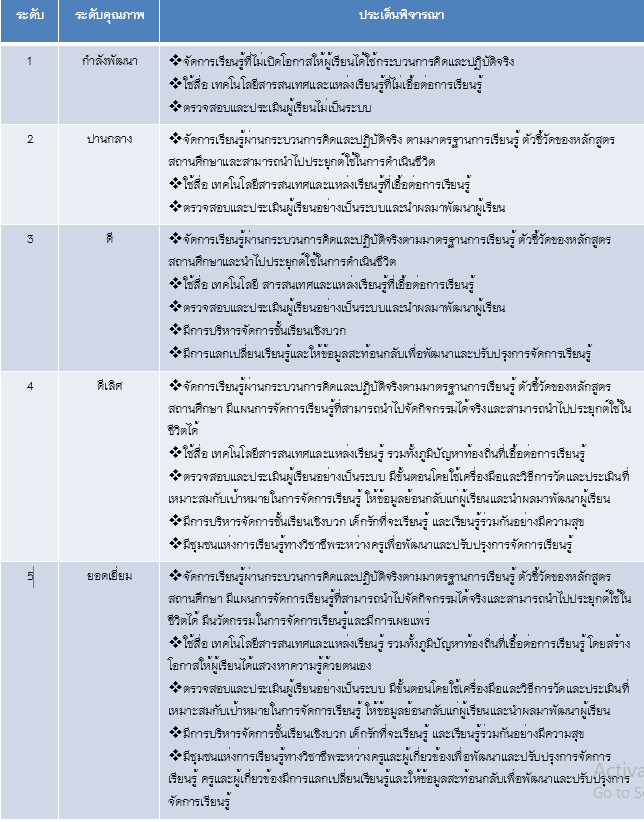 ระดับ ระดับคุณภาพ ประเด็นพิจารณา
1 กำลังพัฒนา ❖จัดการเรียนรู้ที่ไม่เปิดโอกาสให้ผู้เรียนได้ใช้กระบวนการคิดและปฏิบัติจริง
❖ใช้สื่อ เทคโนโลยีสารสนเทศและแหล่งเรียนรู้ที่ไม่เอื้อต่อการเรียนรู้
❖ตรวจสอบและประเมินผู้เรียนไม่เป็นระบบ
2 ปานกลาง ❖จัดการเรียนรู้ผ่านกระบวนการคิดและปฏิบัติจริง ตามมาตรฐานการเรียนรู้ ตัวชี้วัดของหลักสูตร
สถานศึกษาและสามารถนำไปประยุกต์ใช้ในการดำเนินชีวิต
❖ใช้สื่อ เทคโนโลยีสารสนเทศและแหล่งเรียนรู้ที่เอื้อต่อการเรียนรู้
❖ตรวจสอบและประเมินผู้เรียนอย่างเป็นระบบและนำผลมาพัฒนาผู้เรียน
3 ดี ❖จัดการเรียนรู้ผ่านกระบวนการคิดและปฏิบัติจริงตามมาตรฐานการเรียนรู้ ตัวชี้วัดของหลักสูตร
สถานศึกษาและนำไปประยุกต์ใช้ในการดำเนินชีวิต
❖ใช้สื่อ เทคโนโลยี สารสนเทศและแหล่งเรียนรู้ที่เอื้อต่อการเรียนรู้
❖ตรวจสอบและประเมินผู้เรียนอย่างเป็นระบบและนำผลมาพัฒนาผู้เรียน
❖มีการบริหารจัดการชั้นเรียนเชิงบวก
❖มีการแลกเปลี่ยนเรียนรู้และให้ข้อมูลสะท้อนกลับเพื่อพัฒนาและปรับปรุงการจัดการเรียนรู้
4 ดีเลิศ ❖จัดการเรียนรู้ผ่านกระบวนการคิดและปฏิบัติจริงตามมาตรฐานการเรียนรู้ ตัวชี้วัดของหลักสูตร
สถานศึกษา มีแผนการจัดการเรียนรู้ที่สามารถนำไปจัดกิจกรรมได้จริงและสามารถนำไปประยุกต์ใช้ใน
ชีวิตได้
❖ใช้สื่อ เทคโนโลยีสารสนเทศและแหล่งเรียนรู้ รวมทั้งภูมิปัญหาท้องถิ่นที่เอื้อต่อการเรียนรู้
❖ตรวจสอบและประเมินผู้เรียนอย่างเป็นระบบ มีขั้นตอนโดยใช้เครื่องมือและวิธีการวัดและประเมินที่
เหมาะสมกับเป้าหมายในการจัดการเรียนรู้ ให้ข้อมูลย้อนกลับแก่ผู้เรียนและนำผลมาพัฒนาผู้เรียน
❖มีการบริหารจัดการชั้นเรียนเชิงบวก เด็กรักที่จะเรียนรู้ และเรียนรู้ร่วมกันอย่างมีความสุข
❖มีชุมชนแห่งการเรียนรู้ทางวิชาชีพระหว่างครูเพื่อพัฒนาและปรับปรุงการจัดการเรียนรู้
5 ยอดเยี่ยม ❖จัดการเรียนรู้ผ่านกระบวนการคิดและปฏิบัติจริงตามมาตรฐานการเรียนรู้ ตัวชี้วัดของหลักสูตร
สถานศึกษา มีแผนการจัดการเรียนรู้ที่สามารถนำไปจัดกิจกรรมได้จริงและสามารถนำไปประยุกต์ใช้ใน
ชีวิตได้ มีนวัตกรรมในการจัดการเรียนรู้และมีการเผยแพร่
❖ใช้สื่อ เทคโนโลยีสารสนเทศและแหล่งเรียนรู้ รวมทั้งภูมิปัญหาท้องถิ่นที่เอื้อต่อการเรียนรู้ โดยสร้าง
โอกาสให้ผู้เรียนได้แสวงหาความรู้ด้วยตนเอง
❖ตรวจสอบและประเมินผู้เรียนอย่างเป็นระบบ มีขั้นตอนโดยใช้เครื่องมือและวิธีการวัดและประเมินที่
เหมาะสมกับเป้าหมายในการจัดการเรียนรู้ ให้ข้อมูลย้อนกลับแก่ผู้เรียนและนำผลมาพัฒนาผู้เรียน
❖มีการบริหารจัดการชั้นเรียนเชิงบวก เด็กรักที่จะเรียนรู้ และเรียนรู้ร่วมกันอย่างมีความสุข
❖มีชุมชนแห่งการเรียนรู้ทางวิชาชีพระหว่างครูและผู้เกี่ยวข้องเพื่อพัฒนาและปรับปรุงการจัดการ
เรียนรู้ ครูและผู้เกี่ยวข้องมีการแลกเปลี่ยนเรียนรู้และให้ข้อมูลสะท้อนกลับเพื่อพัฒนาและปรับปรุงการ
จัดการเรียนรู้
Activa
Go to Se